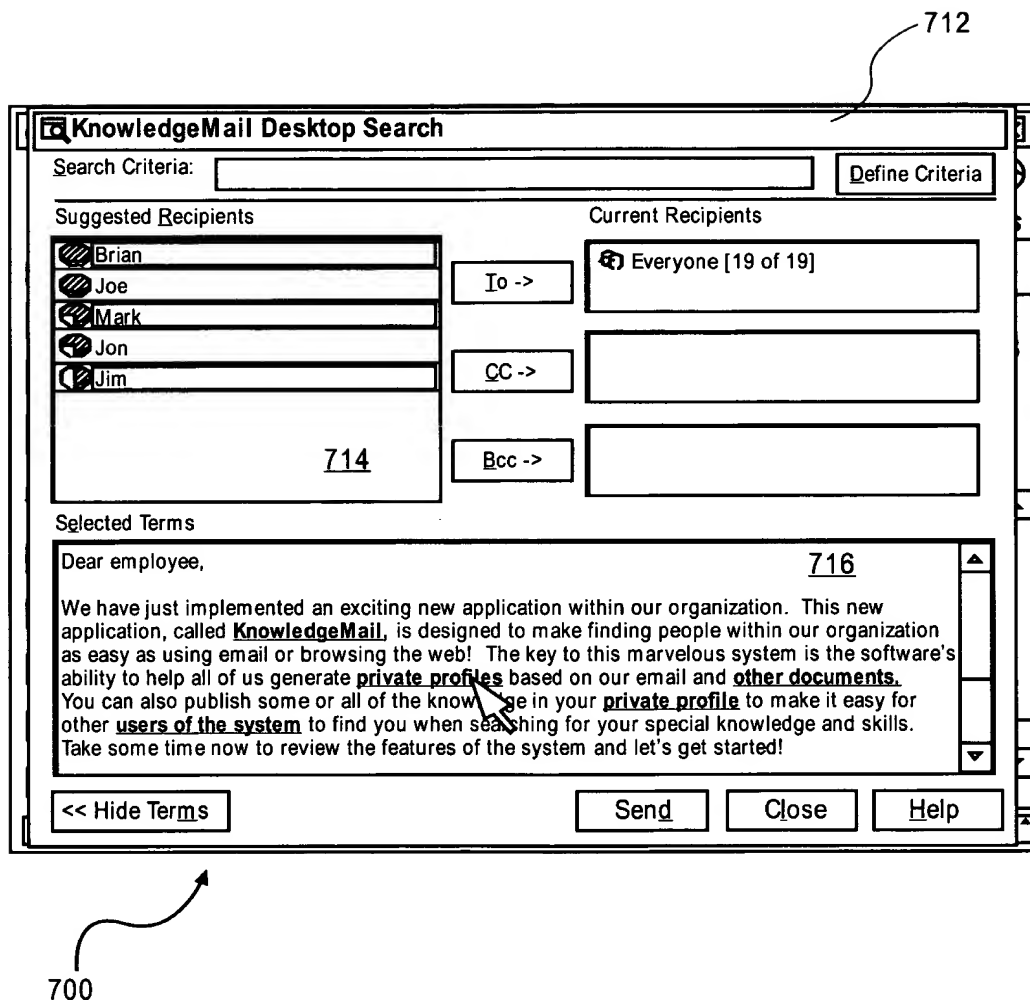 712
KnowledgeMail Desktop Search
Search Criteria:
Define Criteria
Suggested Recipients
Current Recipients
Brian
Joe
Mark
Jon
Jim
714
To ->
CC ->
Bcc ->
Everyone [19 of 19]
Selected Terms
Dear employee,
716
We have just implemented an exciting new application within our organization. This new
application, called KnowledgeMail, is designed to make finding people within our organization
as easy as using email or browsing the web! The key to this marvelous system is the software's
ability to help all of us generate private profiles based on our email and other documents.
You can also publish some or all of the knowledge in your private profile to make it easy for
other users of the system to find you when searching for your special knowledge and skills.
Take some time now to review the features of the system and let's get started!
<< Hide Terms
Send
Close
Help
700